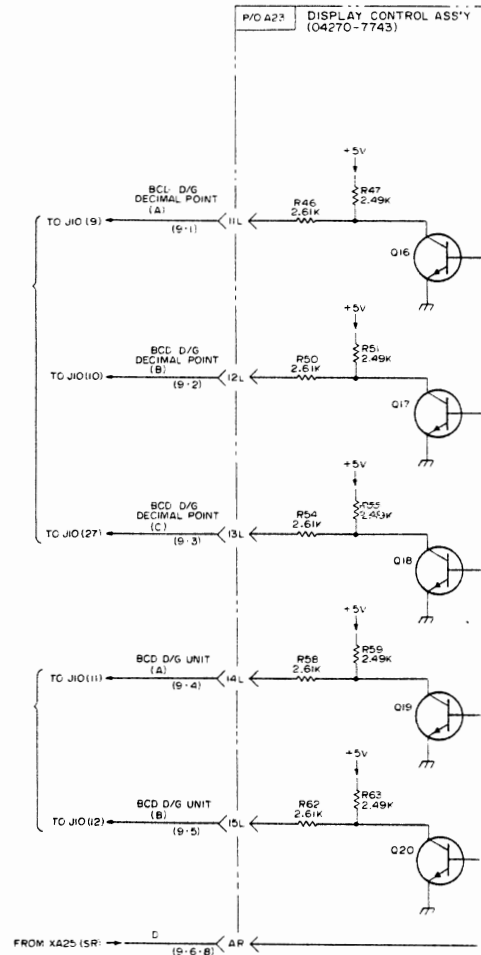 P/O A23
DISPLAY CONTROL ASS'Y
(04270-7743)
+5V
BCD D/G
DECIMAL POINT
(A)
R46
2.61K
R47
2.49K
TO J10 (9)
(9-1)
11L
Q16
+5V
BCD D/G
DECIMAL POINT
(B)
R50
2.61K
R51
2.49K
TO J10 (10)
(9-2)
12L
Q17
+5V
BCD D/G
DECIMAL POINT
(C)
R54
2.61K
R55
2.49K
TO J10 (27)
(9-3)
13L
Q18
+5V
BCD D/G UNIT
(A)
R58
2.61K
R59
2.49K
TO J10 (11)
(9-4)
14L
Q19
+5V
BCD D/G UNIT
(B)
R62
2.61K
R63
2.49K
TO J10 (12)
(9-5)
15L
Q20
FROM XA25 (SR)
D
(9-6-8)
AR